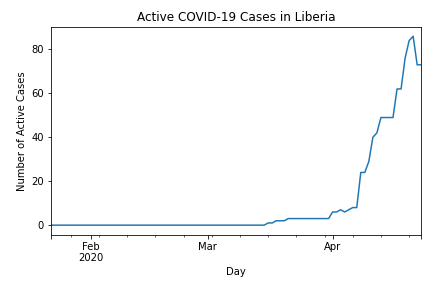 Active COVID-19 Cases in Liberia
Number of Active Cases
80
60
40
20
0
Feb
2020
Mar
Apr
Day